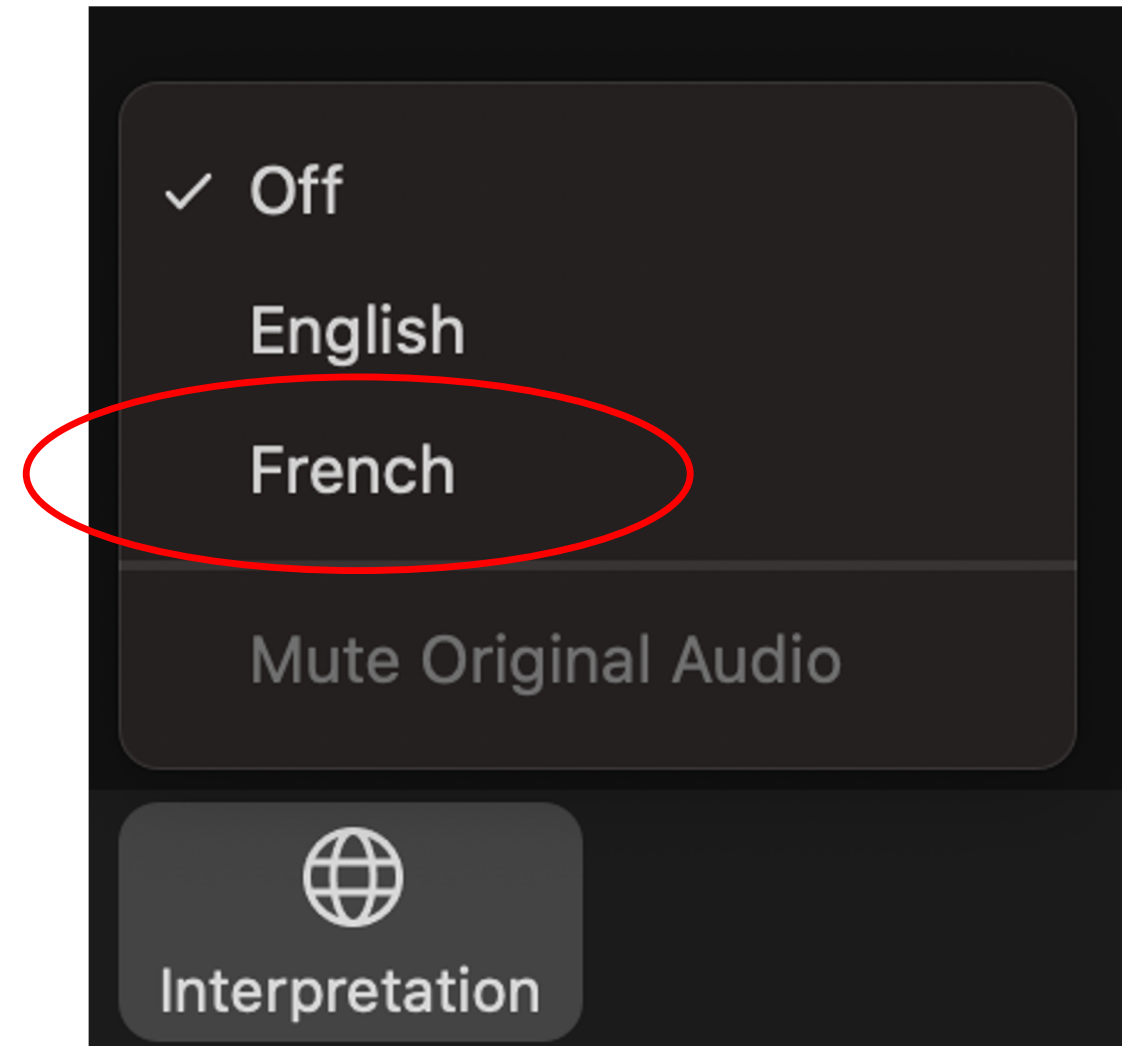 Off
English
French
Mute Original Audio
Interpretation